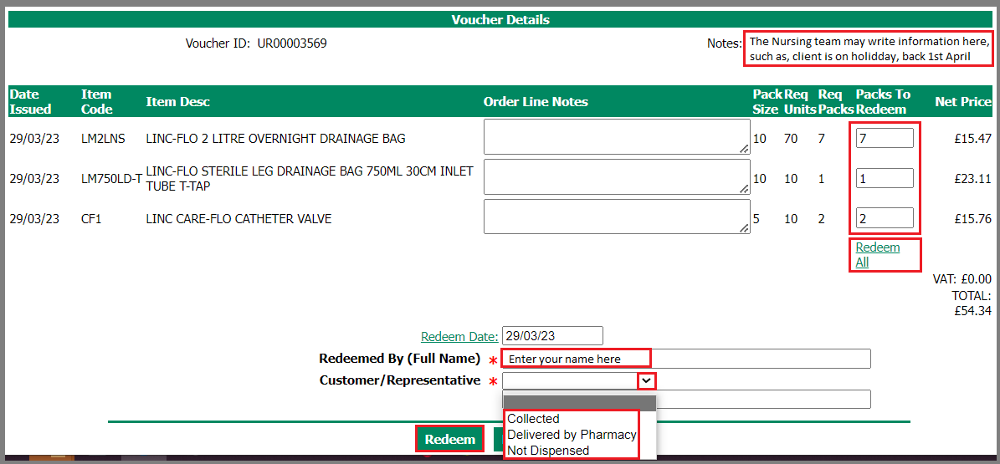 Voucher Details
Voucher ID: UR00003569
Notes: The Nursing team may write information here,
such as, client is on holidday, back 1st April
Date Issued Item Code Item Desc Order Line Notes Pack Size Req Units Req Packs Packs To Redeem Net Price
29/03/23 LM2LNS LINC-FLO 2 LITRE OVERNIGHT DRAINAGE BAG 10 70 7 7 £15.47
29/03/23 LM750LD-T LINC-FLO STERILE LEG DRAINAGE BAG 750ML 30CM INLET
TUBE T-TAP 10 10 1 1 £23.11
29/03/23 CF1 LINC CARE-FLO CATHETER VALVE 5 10 2 2 £15.76
Redeem
All
VAT: £0.00
TOTAL:
£54.34
Redeem Date: 29/03/23
Redeemed By (Full Name) * Enter your name here
Customer/Representative *
Collected
Delivered by Pharmacy
Not Dispensed
Redeem